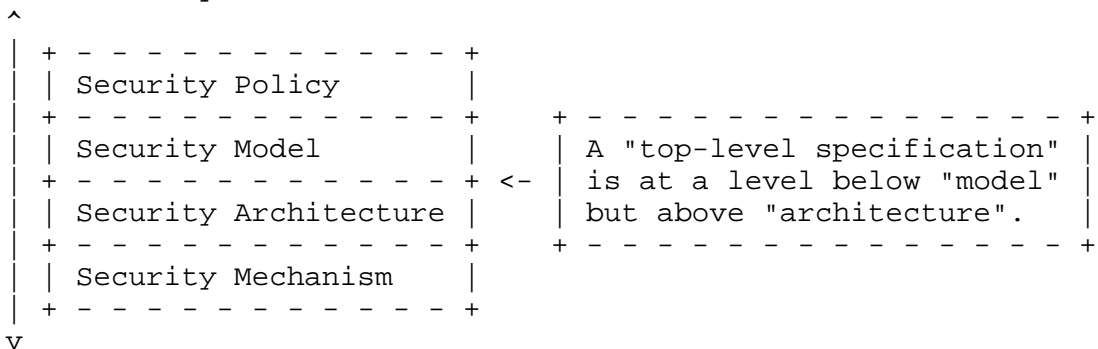 ^
| + - - - - - - - - - - - +
| | Security Policy       |
| + - - - - - - - - - - - +    + - - - - - - - - - - - - - - - +
| | Security Model        |    | A "top-level specification"   |
| + - - - - - - - - - - - + <- | is at a level below "model"   |
| | Security Architecture |    | but above "architecture".     |
| + - - - - - - - - - - - +    + - - - - - - - - - - - - - - - +
| | Security Mechanism    |
| + - - - - - - - - - - - +
v